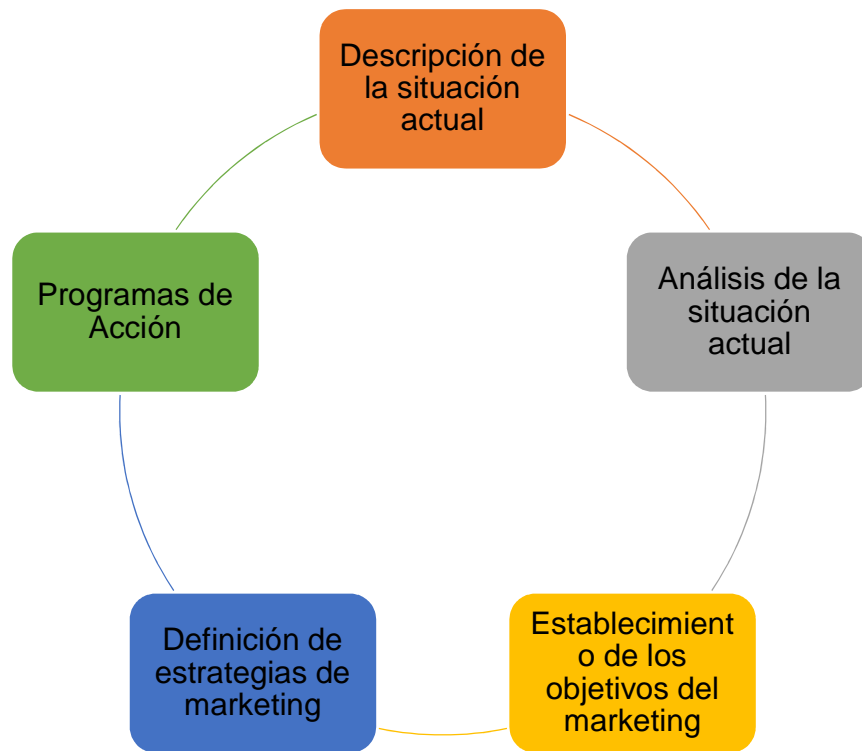 Descripción de
la situación
actual
Análisis de la
situación
actual
Establecimient
o de los
objetivos del
marketing
Definición de
estrategias de
marketing
Programas de
Acción